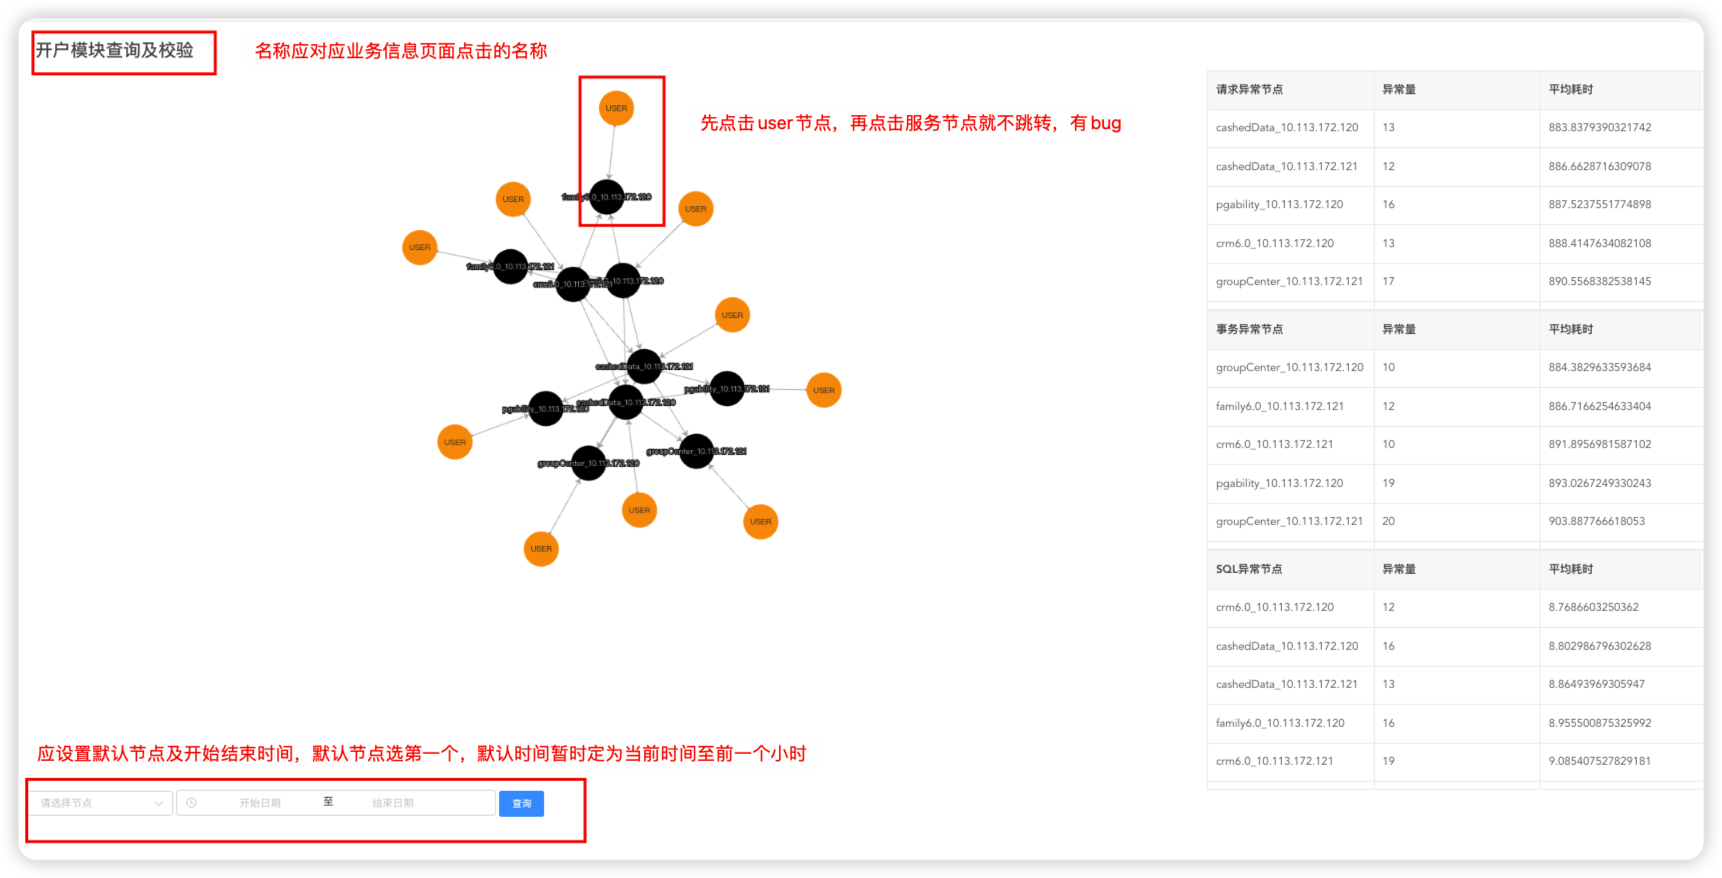 开户模块查询及校验
名称应对应业务信息页面点击的名称
先点击user节点，再点击服务节点就不跳转，有bug
USER
family6.0_10.113.172.120
USER
USER
USER
family6.0_10.113.172.121
crm6.0_10.113.172.121
10.113.172.120
USER
cashedData_10.113.172.121
pgability_10.113.172.121
USER
cashedData_10.113.172.120
pgability_10.113.172.120
USER
groupCenter_10.113.172.121
groupCenter_10.113.172.120
USER
USER
USER
请求异常节点 异常量 平均耗时
cashedData_10.113.172.120 13 883.8379390321742
cashedData_10.113.172.121 12 886.6628716309078
pgability_10.113.172.120 16 887.5237551774898
crm6.0_10.113.172.120 13 888.4147634082108
groupCenter_10.113.172.121 17 890.5568382538145
事务异常节点 异常量 平均耗时
groupCenter_10.113.172.120 10 884.3829633593684
family6.0_10.113.172.121 12 886.7166254633404
crm6.0_10.113.172.121 10 891.8956981587102
pgability_10.113.172.120 19 893.0267249330243
groupCenter_10.113.172.121 20 903.887766618053
SQL异常节点 异常量 平均耗时
crm6.0_10.113.172.120 12 8.7686603250362
cashedData_10.113.172.120 16 8.802986796302628
cashedData_10.113.172.121 13 8.86493969305947
family6.0_10.113.172.120 16 8.955500875325992
crm6.0_10.113.172.121 19 9.085407527829181
应设置默认节点及开始结束时间，默认节点选第一个，默认时间暂时定为当前时间至前一个小时
请选择节点 开始日期 至 结束日期 查询